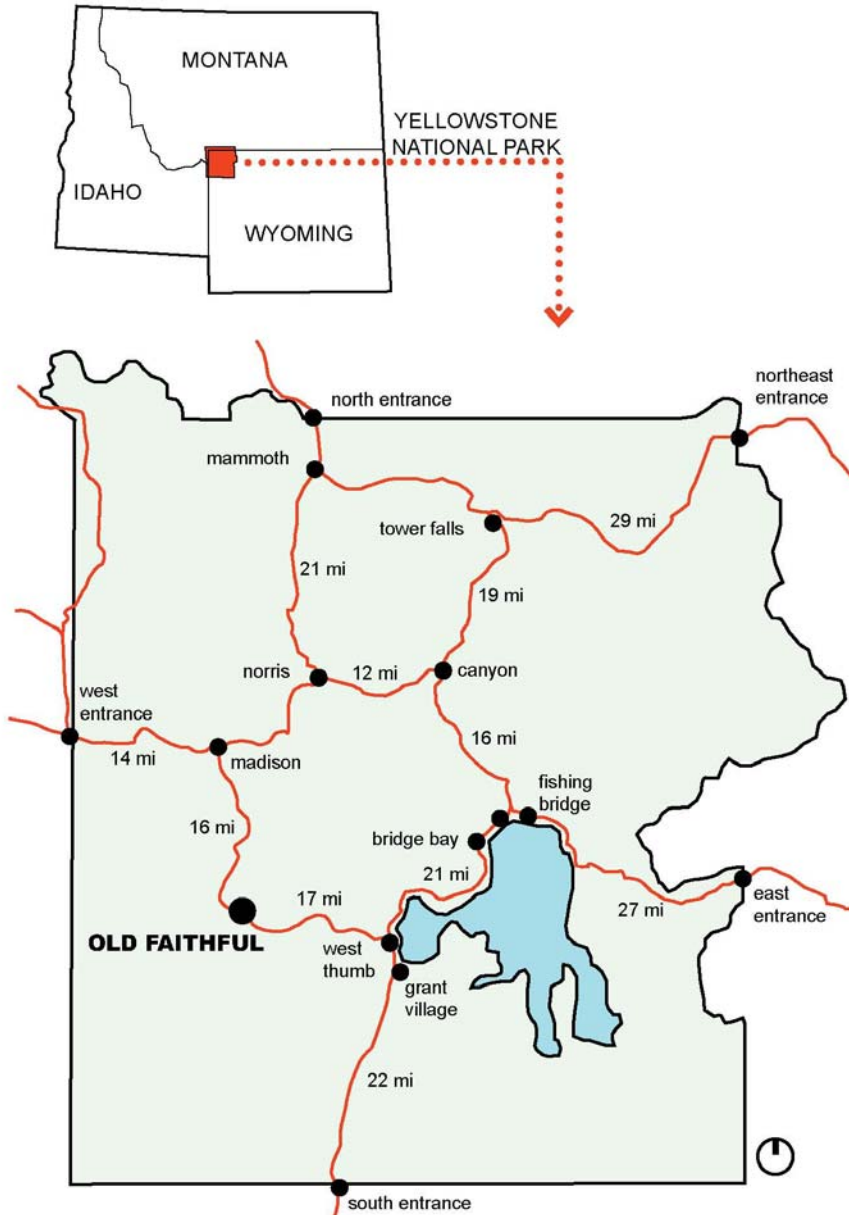 MONTANA
YELLOWSTONE
NATIONAL PARK
IDAHO
WYOMING
northeast
entrance
north entrance
mammoth
tower falls
29 mi
21 mi
19 mi
norris
12 mi
canyon
west
entrance
14 mi
madison
16 mi
fishing
bridge
16 mi
bridge bay
21 mi
17 mi
OLD FAITHFUL
27 mi
east
entrance
west
thumb
grant
village
22 mi
south entrance